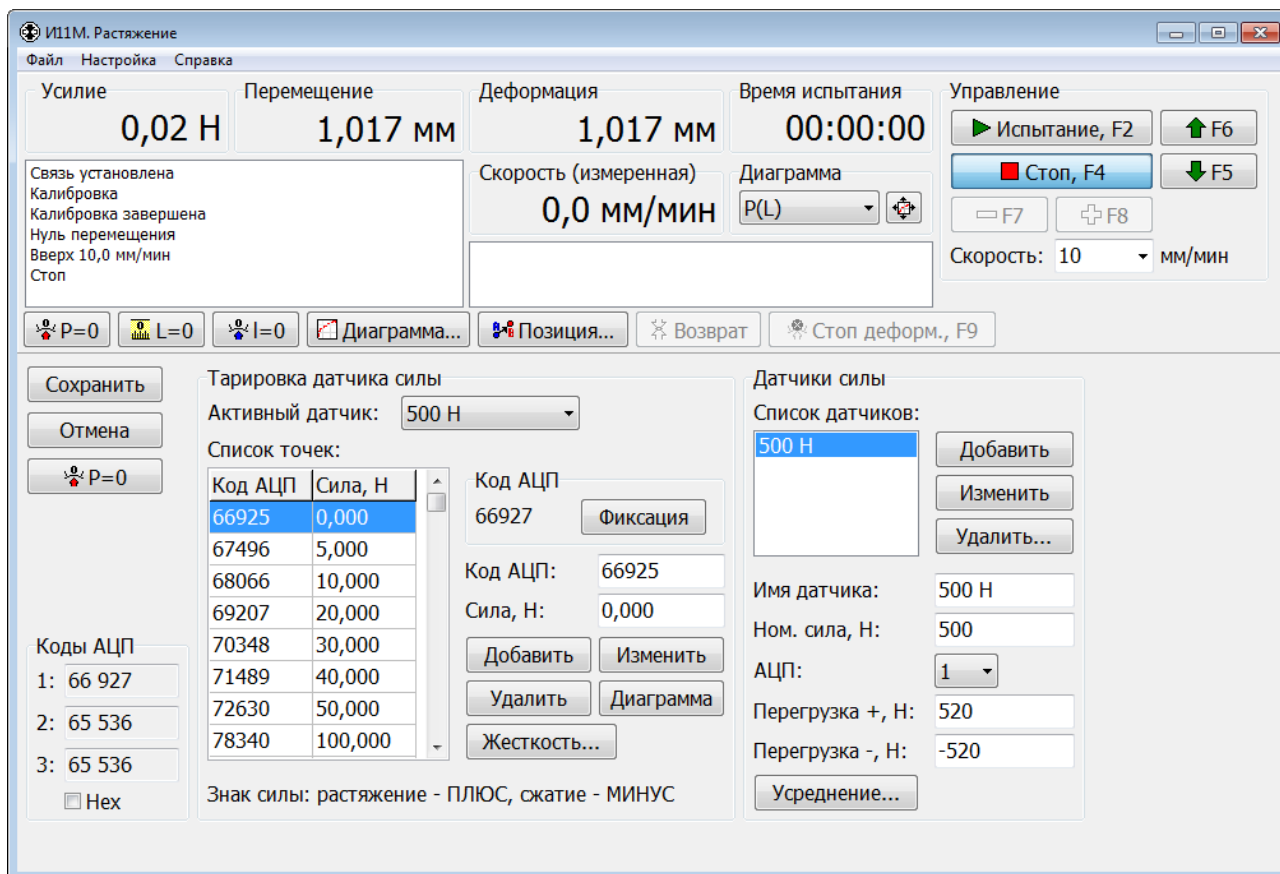 И11М. Растяжение
Файл Настройка Справка
Усилие
0,02 Н
Перемещение
1,017 мм
Деформация
1,017 мм
Время испытания
00:00:00
Управление
Испытание, F2
F6
Стоп, F4
F5
F7
F8
Скорость: 10 мм/мин
Связь установлена
Калибровка
Калибровка завершена
Нуль перемещения
Вверх 10,0 мм/мин
Стоп
Скорость (измеренная)
0,0 мм/мин
Диаграмма
P(L)
P=0
L=0
l=0
Диаграмма...
Позиция...
Возврат
Стоп деформ., F9
Сохранить
Отмена
P=0
Коды АЦП
1: 66 927
2: 65 536
3: 65 536
Hex
Тарировка датчика силы
Активный датчик: 500 Н
Список точек:
Код АЦП Сила, Н
66925 0,000
67496 5,000
68066 10,000
69207 20,000
70348 30,000
71489 40,000
72630 50,000
78340 100,000
Код АЦП
66927 Фиксация
Код АЦП: 66925
Сила, Н: 0,000
Добавить Изменить
Удалить Диаграмма
Жесткость...
Знак силы: растяжение - ПЛЮС, сжатие - МИНУС
Датчики силы
Список датчиков:
500 Н
Добавить
Изменить
Удалить...
Имя датчика: 500 Н
Ном. сила, Н: 500
АЦП: 1
Перегрузка +, Н: 520
Перегрузка -, Н: -520
Усреднение...